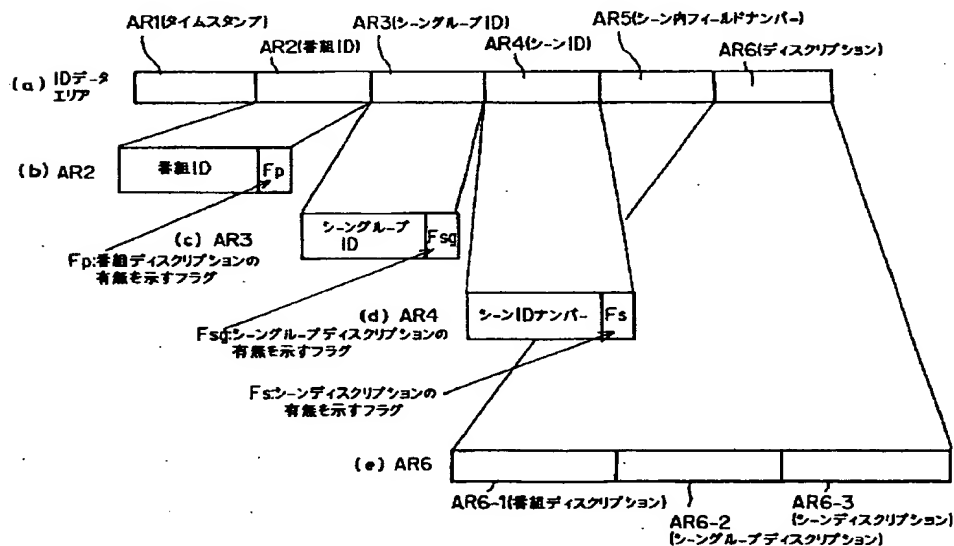 AR1(タイムスタンプ)
AR2(番組ID)
AR3(シーングループID)
AR4(シーンID)
AR5(シーン内フィールドナンバー)
AR6(ディスクリプション)
(a) IDデータ
エリア
(b) AR2
番組ID
Fp
(c) AR3
シーングループ
ID
Fsg
Fp:番組ディスクリプションの
有無を示すフラグ
(d) AR4
シーンIDナンバー
Fs
Fsg:シーングループディスクリプションの
有無を示すフラグ
Fs:シーンディスクリプションの
有無を示すフラグ
(e) AR6
AR6-1(番組ディスクリプション)
AR6-2
(シーングループディスクリプション)
AR6-3
(シーンディスクリプション)